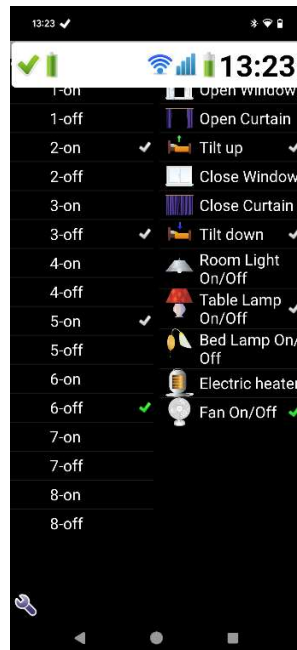 13:23
13:23
1-on
1-off
2-on
2-off
3-on
3-off
4-on
4-off
5-on
5-off
6-on
6-off
7-on
7-off
8-on
8-off
Open Window
Open Curtain
Tilt up
Close Window
Close Curtain
Tilt down
Room Light
On/Off
Table Lamp
On/Off
Bed Lamp On/
Off
Electric heater
Fan On/Off